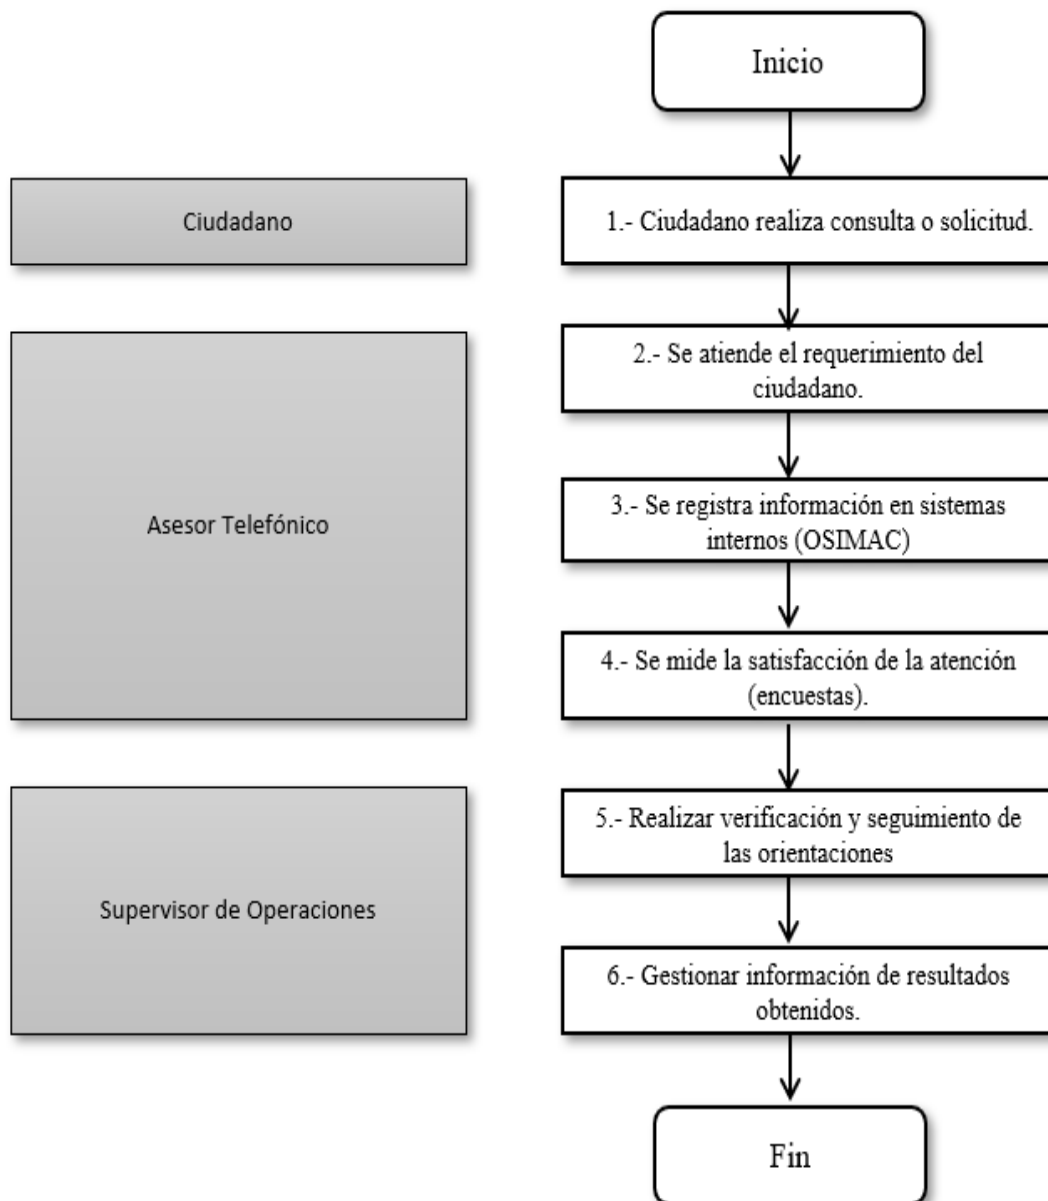 Inicio
Ciudadano
1.- Ciudadano realiza consulta o solicitud.
2.- Se atiende el requerimiento del
ciudadano.
Asesor Telefónico
3.- Se registra información en sistemas
internos (OSIMAC)
4.- Se mide la satisfacción de la atención
(encuestas).
Supervisor de Operaciones
5.- Realizar verificación y seguimiento de
las orientaciones
6.- Gestionar información de resultados
obtenidos.
Fin